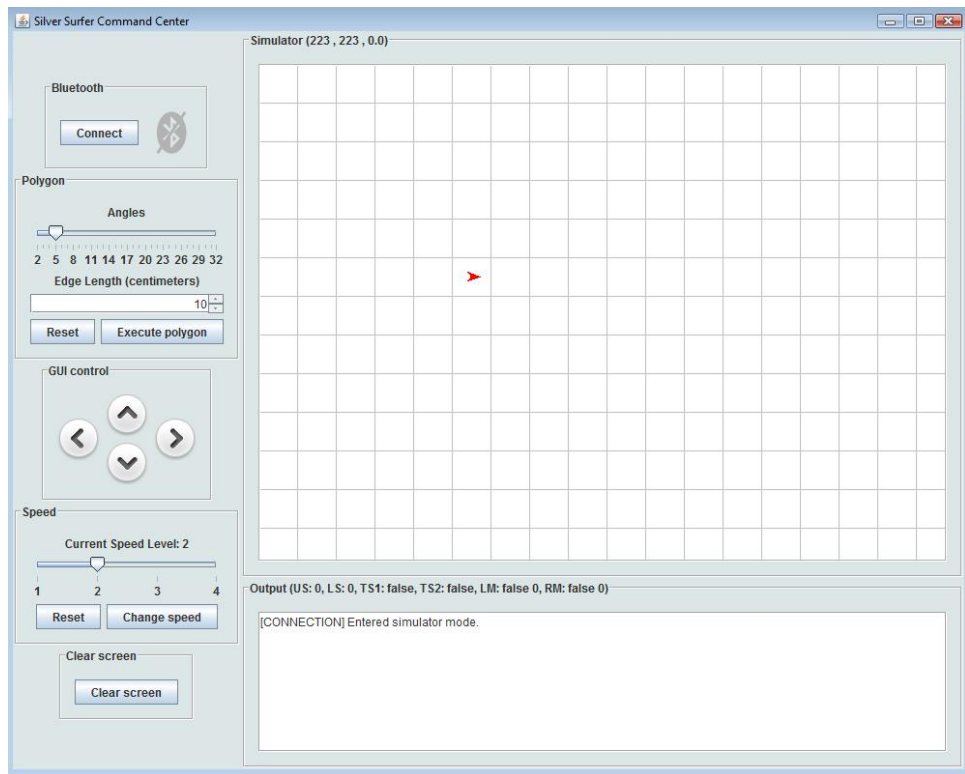 Silver Surfer Command Center
Simulator (223 , 223 , 0.0)
Bluetooth
Connect
Polygon
Angles
2 5 8 11 14 17 20 23 26 29 32
Edge Length (centimeters)
10
Reset Execute polygon
GUI control
Speed
Current Speed Level: 2
1 2 3 4
Reset Change speed
Clear screen
Clear screen
Output (US: 0, LS: 0, TS1: false, TS2: false, LM: false 0, RM: false 0)
[CONNECTION] Entered simulator mode.